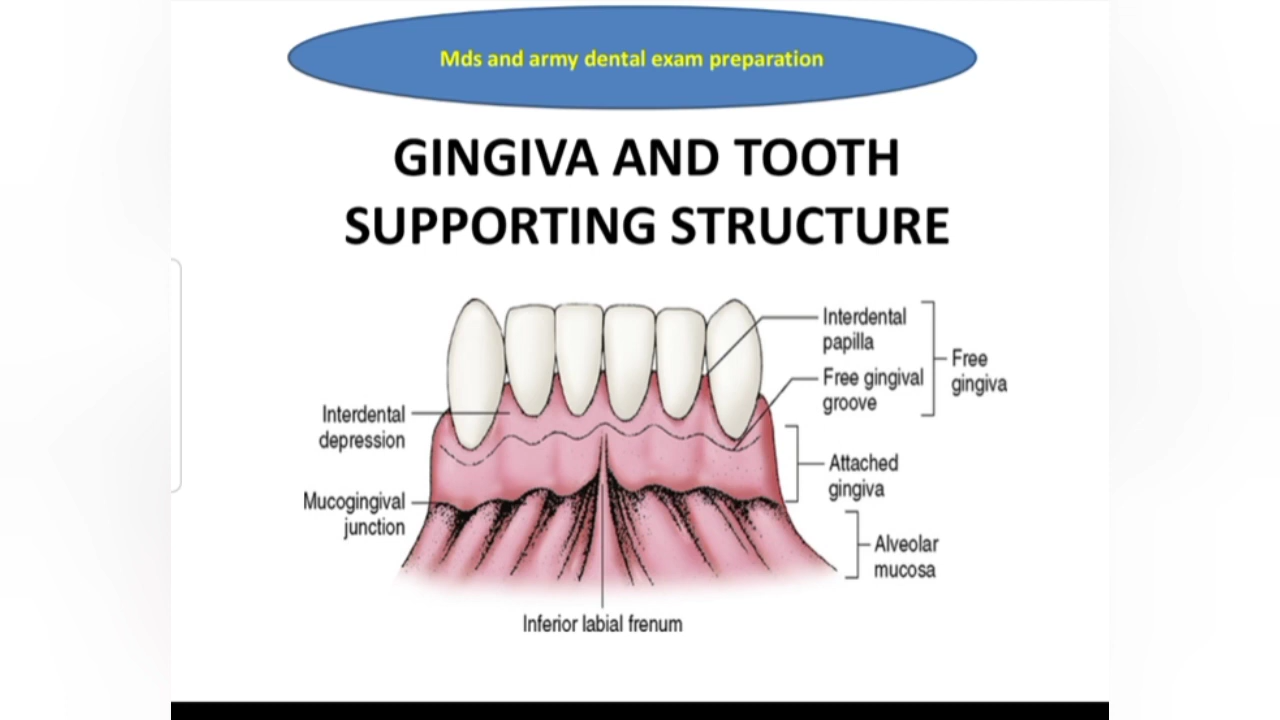 Mds and army dental exam preparation
GINGIVA AND TOOTH
SUPPORTING STRUCTURE
Interdental
papilla
Free gingival
groove
Free
gingiva
Interdental
depression
Attached
gingiva
Mucogingival
junction
Alveolar
mucosa
Inferior labial frenum